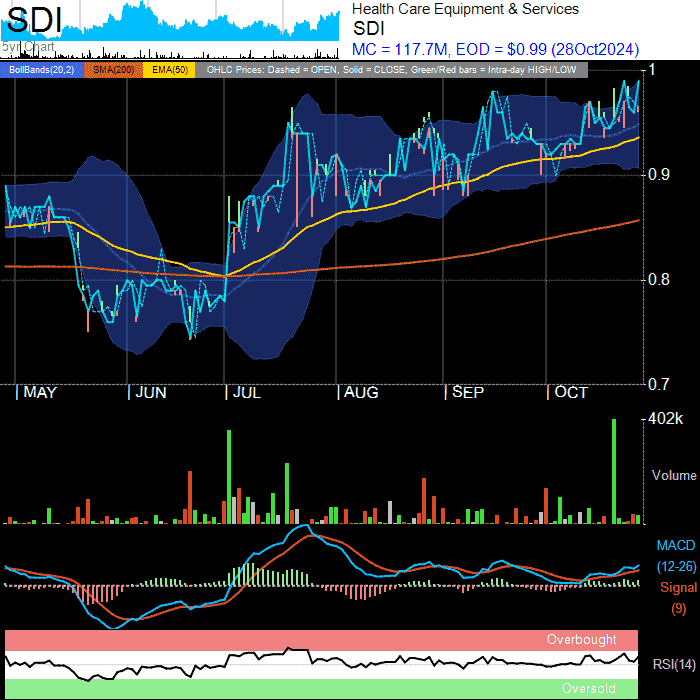 SDI
5yr Chart
Health Care Equipment & Services
SDI
MC = 117.7M, EOD = $0.99 (28Oct2024)
BollBands(20,2) SMA(200) EMA(50) OHLC Prices: Dashed = OPEN, Solid = CLOSE, Green/Red bars = Intra-day HIGH/LOW
1
0.9
0.8
0.7
MAY JUN JUL AUG SEP OCT
402k
Volume
MACD
(12-26)
Signal
(9)
Overbought
RSI(14)
Oversold